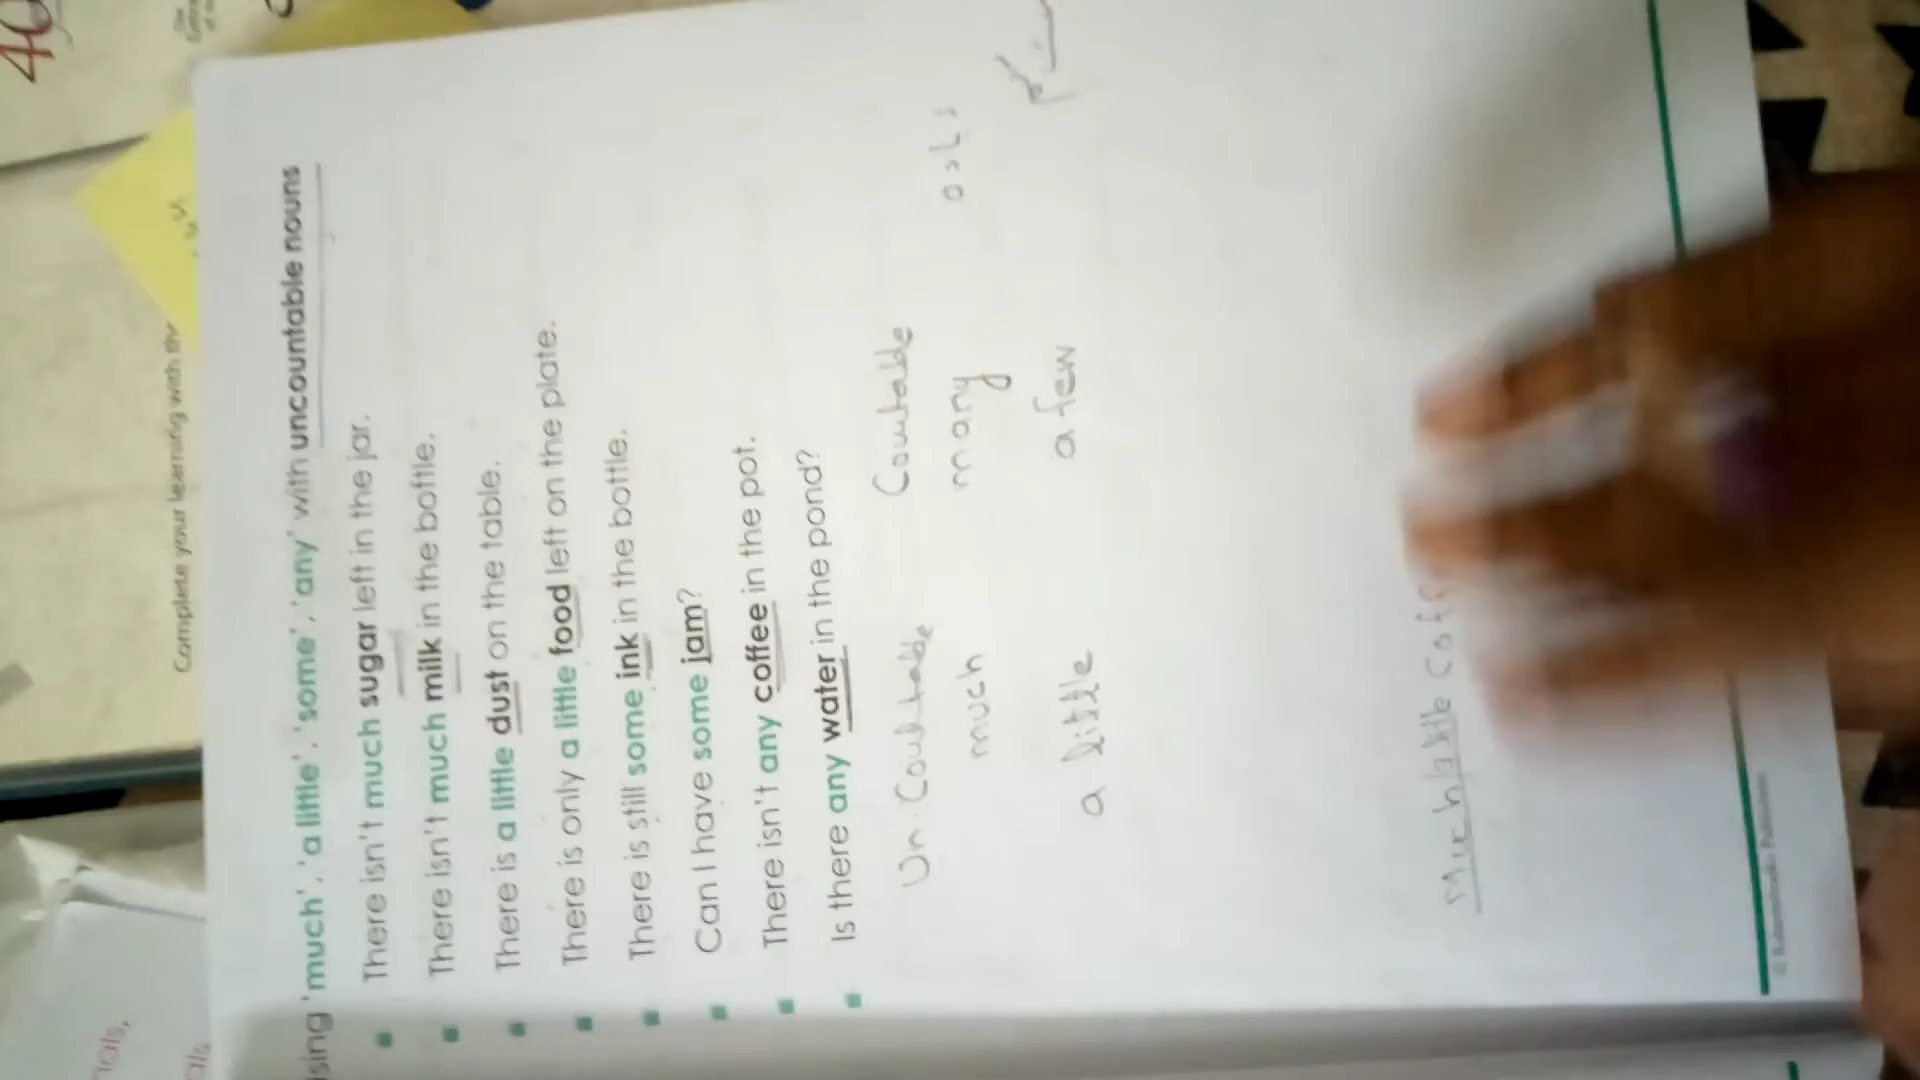 Complete your learning with the
using 'much', 'a little', 'some', 'any' with uncountable nouns
There isn't much sugar left in the jar.
There isn't much milk in the bottle.
There is a little dust on the table.
There is only a little food left on the plate.
There is still some ink in the bottle.
Can I have some jam?
There isn't any coffee in the pot.
Is there any water in the pond?
Un.Countable Countable
much many
a little a few
Much
40